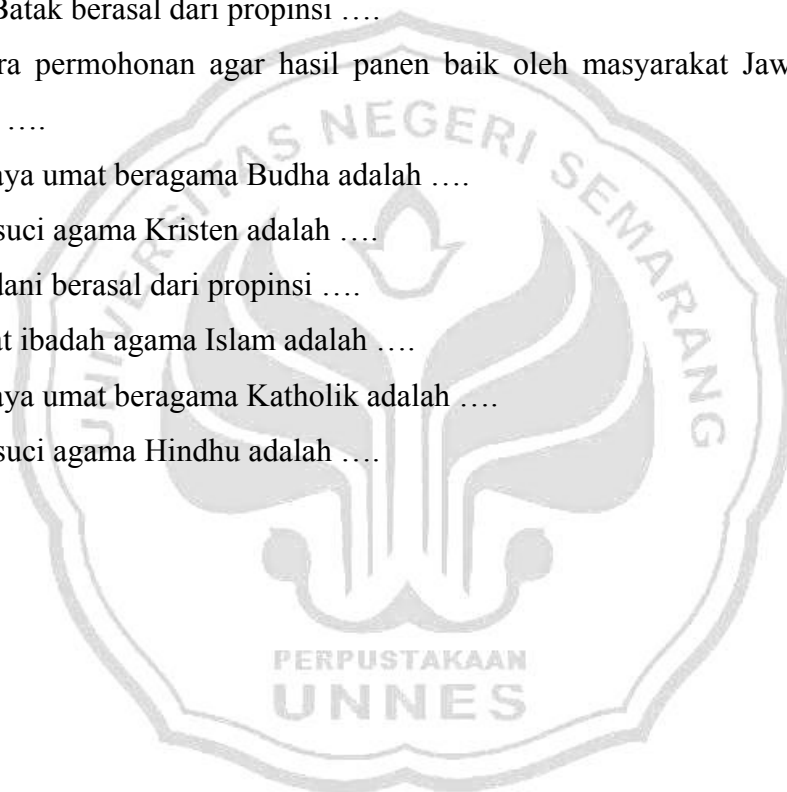 Batak berasal dari propinsi ….
ra permohonan agar hasil panen baik oleh masyarakat Jaw
….
aya umat beragama Budha adalah ….
suci agama Kristen adalah ….
dani berasal dari propinsi ….
at ibadah agama Islam adalah ….
aya umat beragama Katholik adalah ….
suci agama Hindhu adalah ….
UNIVERSITAS NEGERI SEMARANG
PERPUSTAKAAN
UNNES